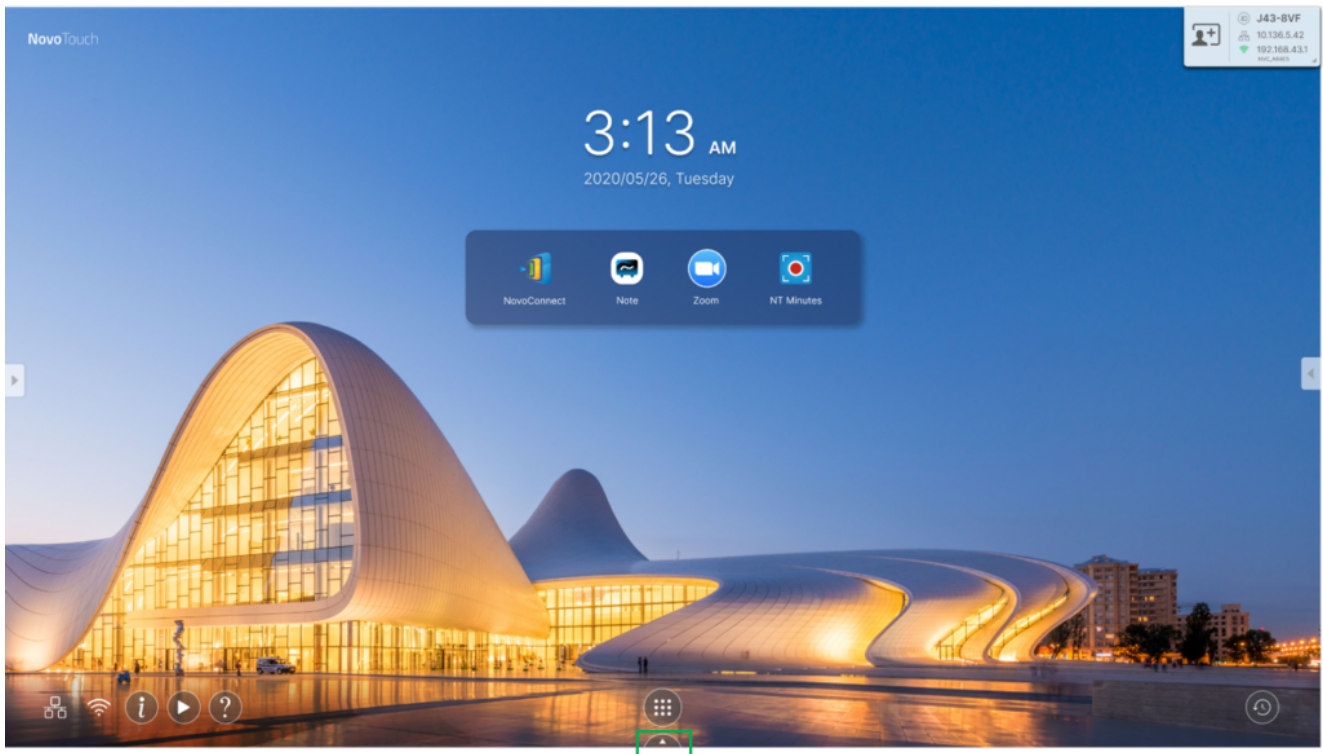 NovoTouch
J43-8VF
10.136.5.42
192.168.43.1
3:13 AM
2020/05/26, Tuesday
NovoConnect
Note
Zoom
NT Minutes
i
?